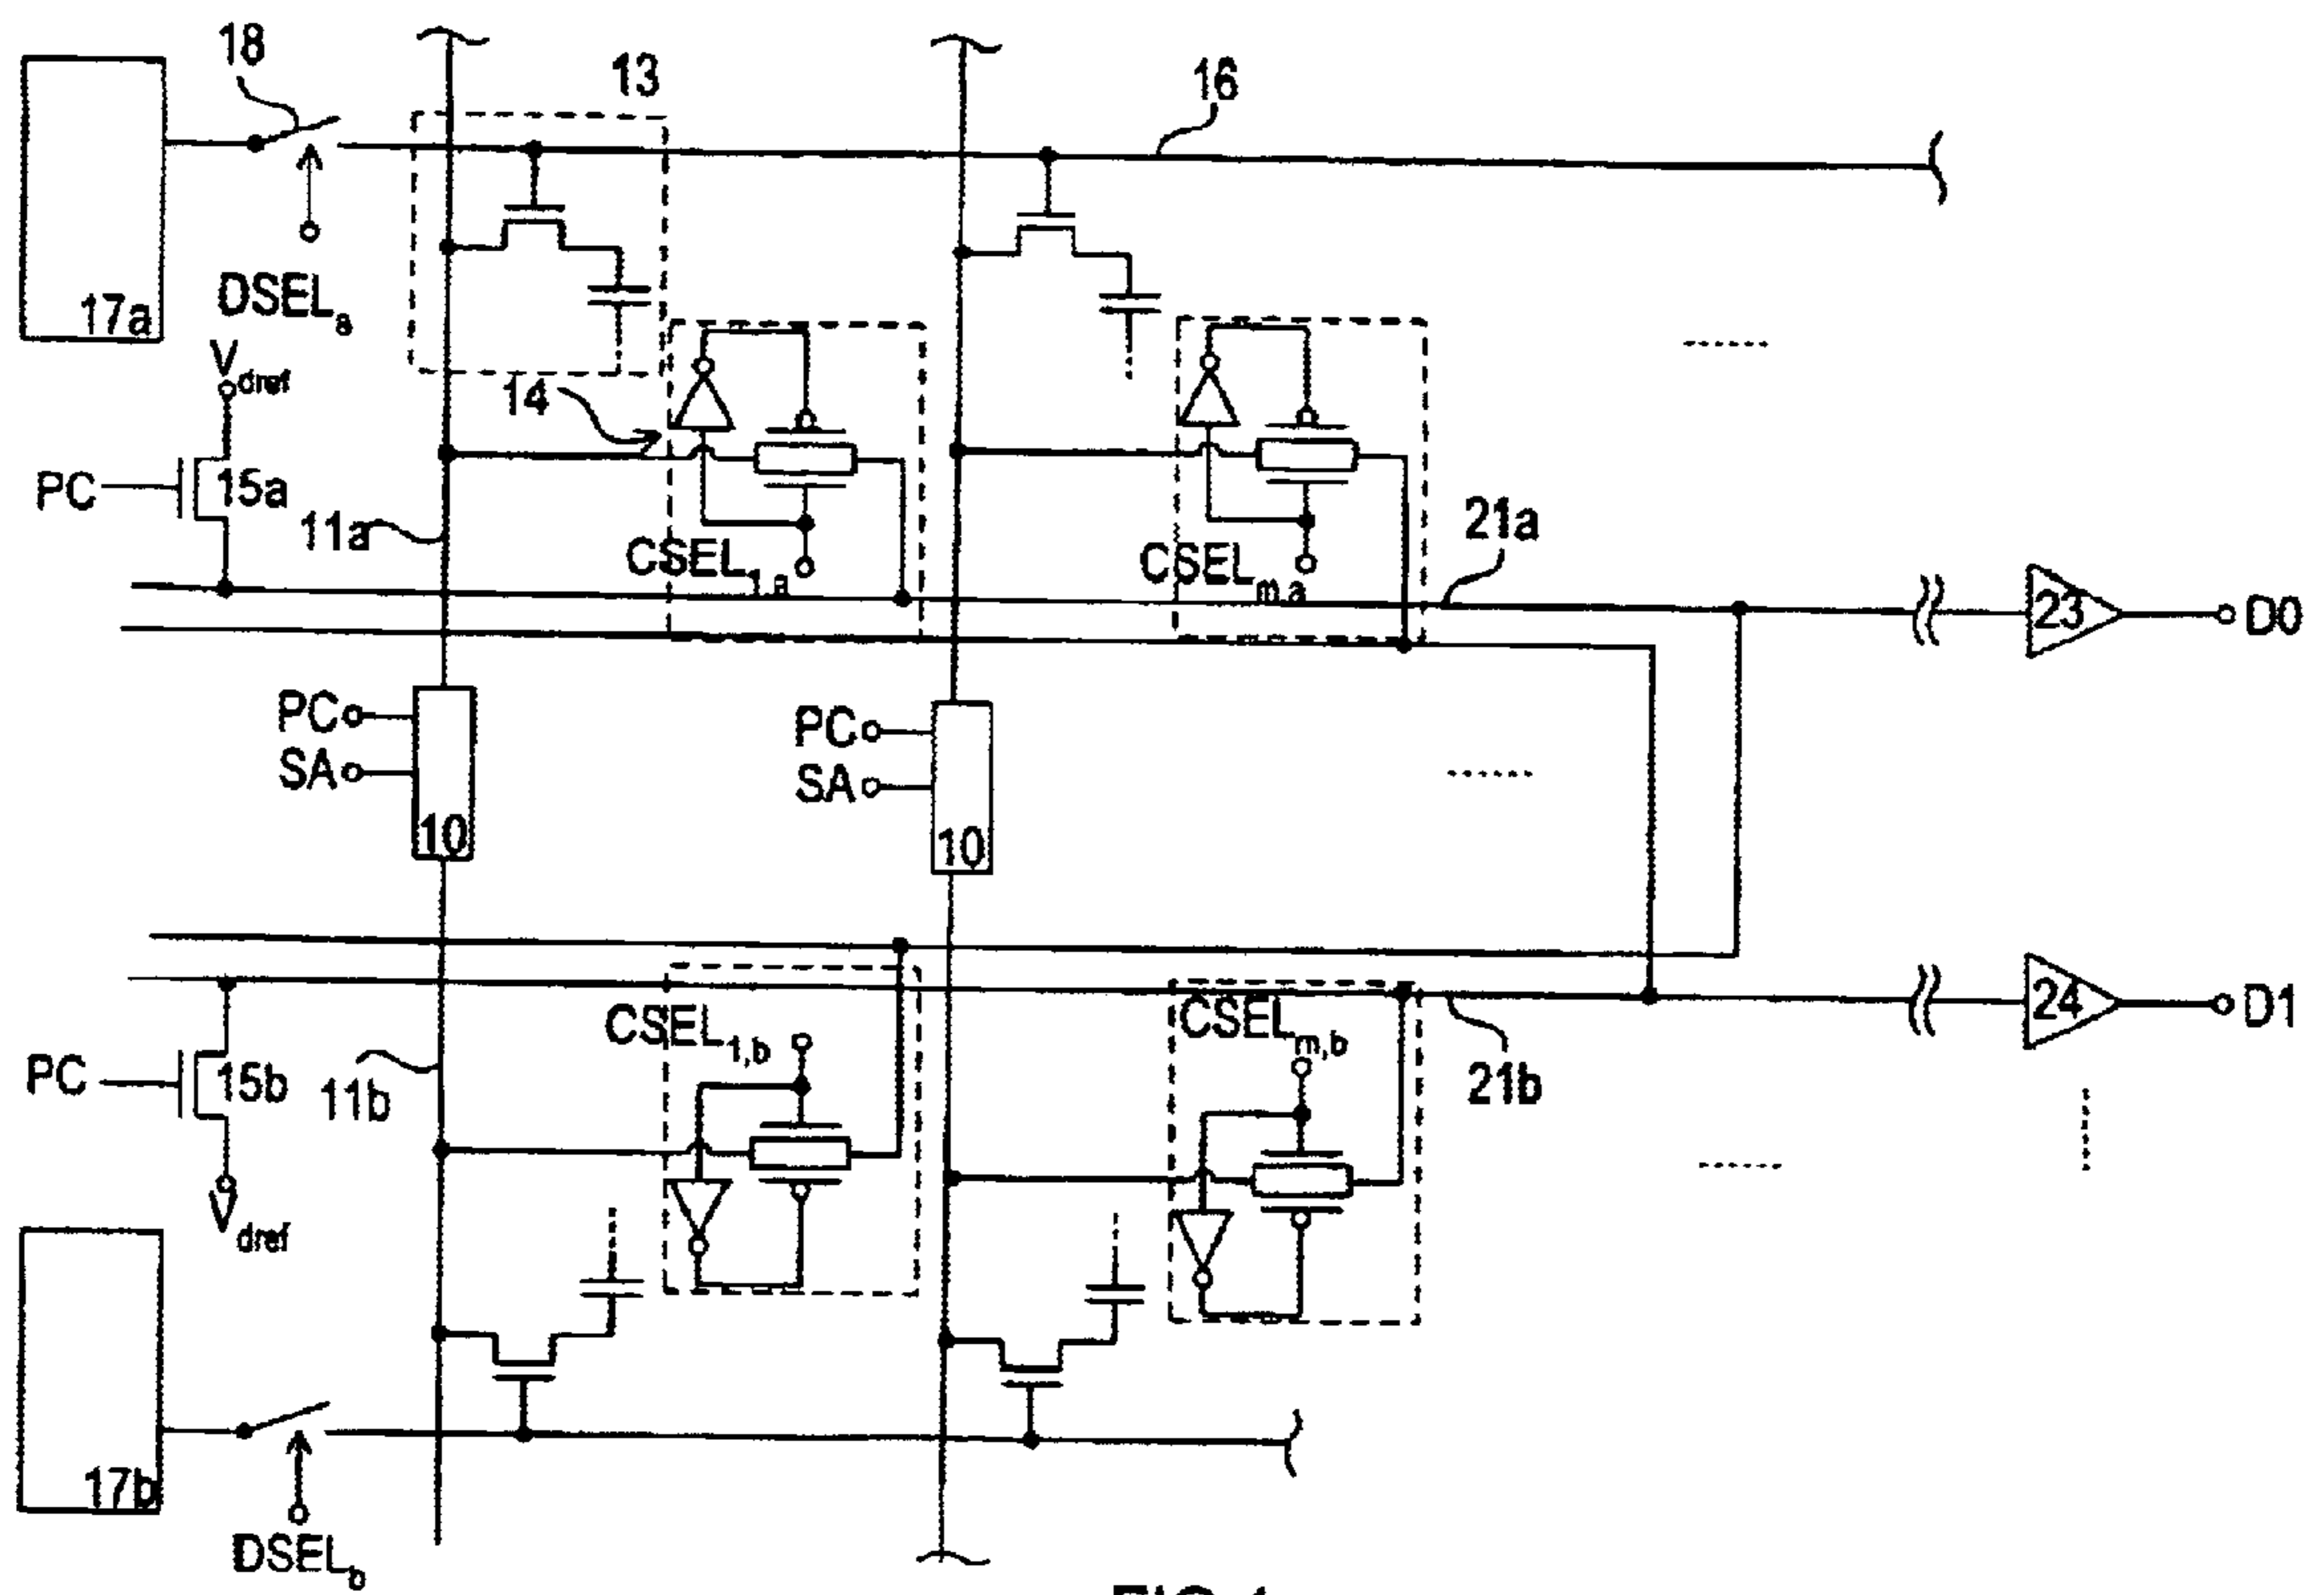 18
13
16
17a
DSELa
Vdref
14
PC
15a
11a
CSEL1,a
CSELm,a
21a
23
D0
PC
SA
10
PC
SA
10
CSEL1,b
CSELm,b
24
D1
PC
15b
11b
21b
Vdref
17b
DSELb